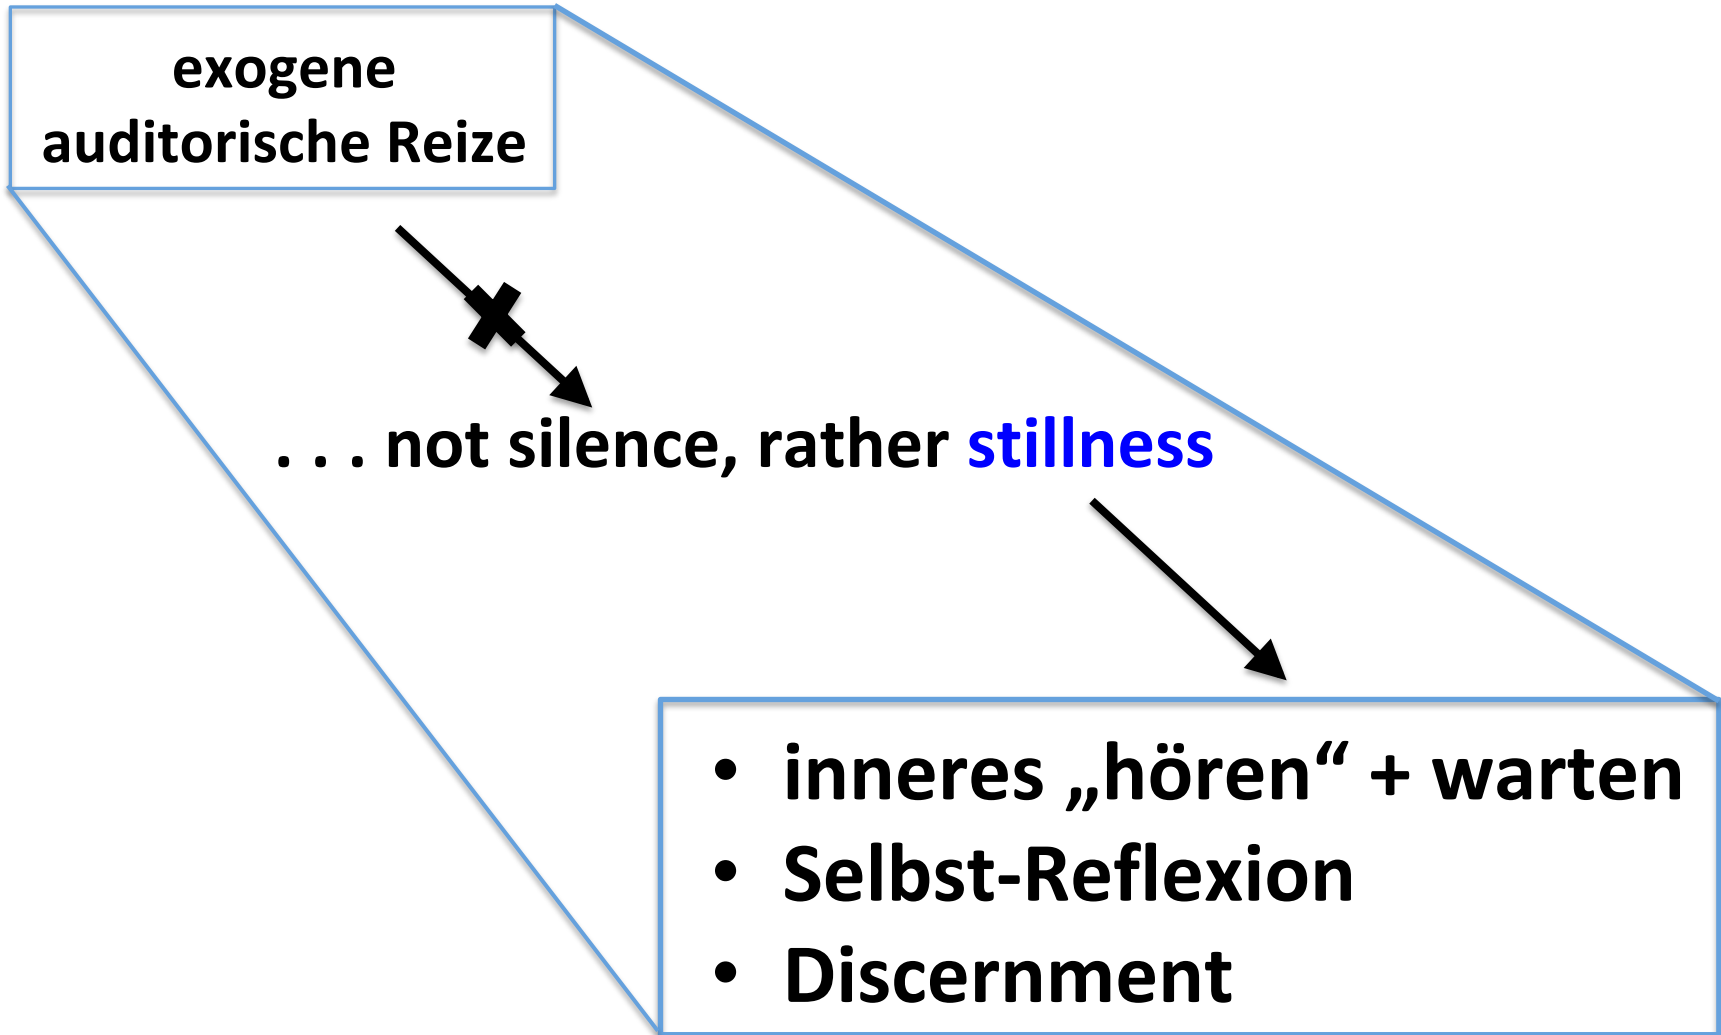 exogene
auditorische Reize
. . . not silence, rather stillness
• inneres „hören“ + warten
• Selbst-Reflexion
• Discernment